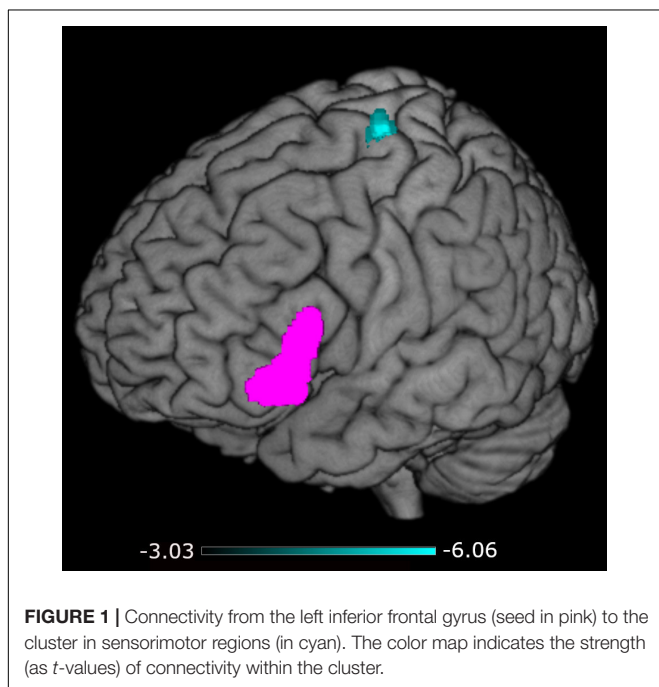 -3.03 -6.06
FIGURE 1 | Connectivity from the left inferior frontal gyrus (seed in pink) to the
cluster in sensorimotor regions (in cyan). The color map indicates the strength
(as t-values) of connectivity within the cluster.